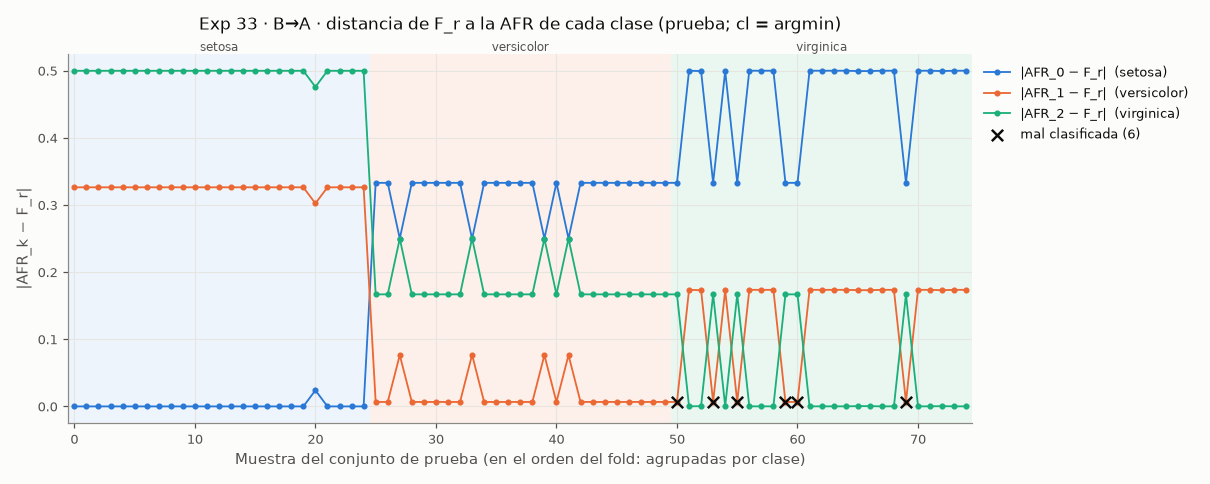 Exp 33 · B→A · distancia de F_r a la AFR de cada clase (prueba; cl = argmin)
setosa
versicolor
virginica
|AFR_0 − F_r| (setosa)
|AFR_1 − F_r| (versicolor)
|AFR_2 − F_r| (virginica)
mal clasificada (6)
|AFR_k − F_r|
0.5
0.4
0.3
0.2
0.1
0.0
0
10
20
30
40
50
60
70
Muestra del conjunto de prueba (en el orden del fold: agrupadas por clase)